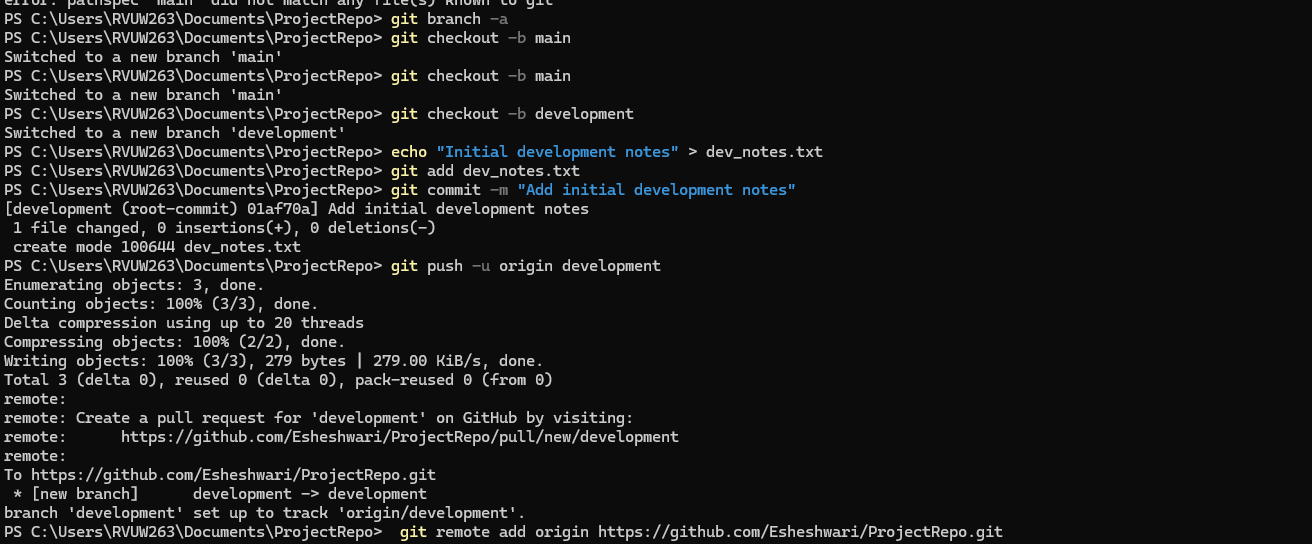 error: pathspec 'main' did not match any file(s) known to git
PS C:\Users\RVUW263\Documents\ProjectRepo> git branch -a
PS C:\Users\RVUW263\Documents\ProjectRepo> git checkout -b main
Switched to a new branch 'main'
PS C:\Users\RVUW263\Documents\ProjectRepo> git checkout -b main
Switched to a new branch 'main'
PS C:\Users\RVUW263\Documents\ProjectRepo> git checkout -b development
Switched to a new branch 'development'
PS C:\Users\RVUW263\Documents\ProjectRepo> echo "Initial development notes" > dev_notes.txt
PS C:\Users\RVUW263\Documents\ProjectRepo> git add dev_notes.txt
PS C:\Users\RVUW263\Documents\ProjectRepo> git commit -m "Add initial development notes"
[development (root-commit) 01af70a] Add initial development notes
 1 file changed, 0 insertions(+), 0 deletions(-)
 create mode 100644 dev_notes.txt
PS C:\Users\RVUW263\Documents\ProjectRepo> git push -u origin development
Enumerating objects: 3, done.
Counting objects: 100% (3/3), done.
Delta compression using up to 20 threads
Compressing objects: 100% (2/2), done.
Writing objects: 100% (3/3), 279 bytes | 279.00 KiB/s, done.
Total 3 (delta 0), reused 0 (delta 0), pack-reused 0 (from 0)
remote:
remote: Create a pull request for 'development' on GitHub by visiting:
remote:      https://github.com/Esheshwari/ProjectRepo/pull/new/development
remote:
To https://github.com/Esheshwari/ProjectRepo.git
 * [new branch]      development -> development
branch 'development' set up to track 'origin/development'.
PS C:\Users\RVUW263\Documents\ProjectRepo>  git remote add origin https://github.com/Esheshwari/ProjectRepo.git